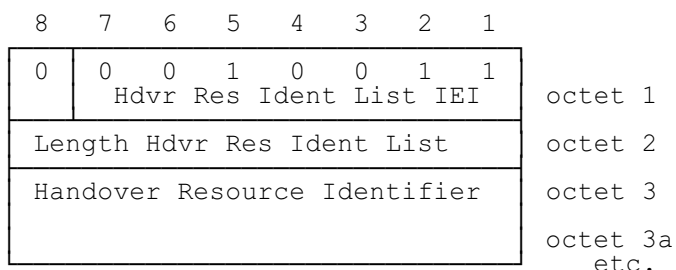 8 7 6 5 4 3 2 1
0 0 0 1 0 0 1 1
Hdvr Res Ident List IEI octet 1
Length Hdvr Res Ident List octet 2
Handover Resource Identifier octet 3
octet 3a
etc.